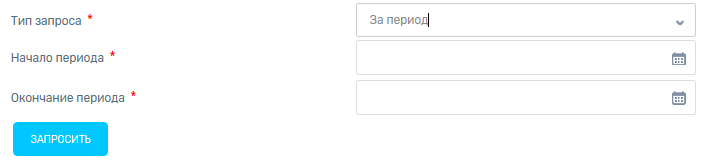 Тип запроса * За период
Начало периода *
Окончание периода *
ЗАПРОСИТЬ